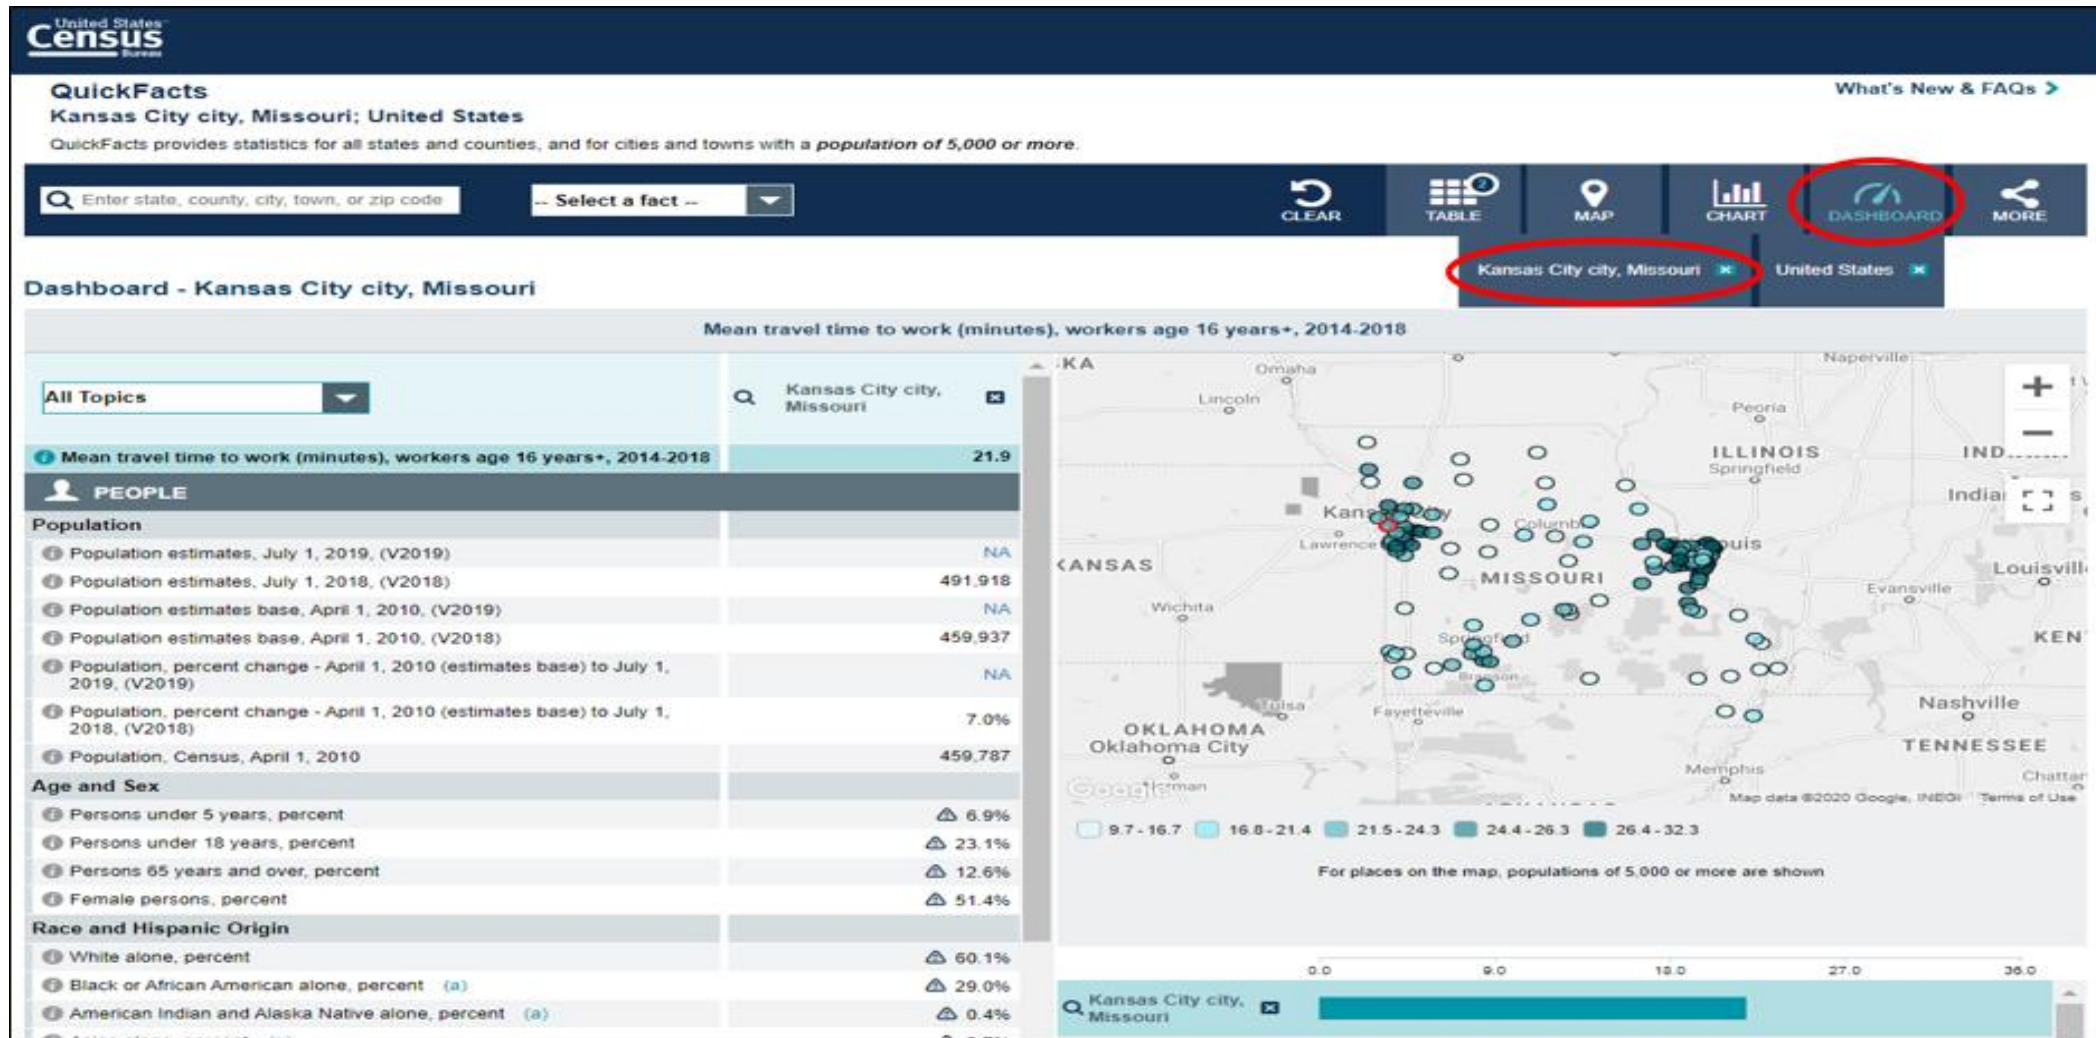 United States
Census
Bureau
QuickFacts
What's New & FAQs
Kansas City city, Missouri; United States
QuickFacts provides statistics for all states and counties, and for cities and towns with a population of 5,000 or more.
Enter state, county, city, town, or zip code
-- Select a fact --
CLEAR
2
TABLE
MAP
CHART
DASHBOARD
MORE
Kansas City city, Missouri
United States
Dashboard - Kansas City city, Missouri
Mean travel time to work (minutes), workers age 16 years+, 2014-2018
All Topics
Kansas City city,
Missouri
Mean travel time to work (minutes), workers age 16 years+, 2014-2018 21.9
PEOPLE
Population
Population estimates, July 1, 2019, (V2019) NA
Population estimates, July 1, 2018, (V2018) 491,918
Population estimates base, April 1, 2010, (V2019) NA
Population estimates base, April 1, 2010, (V2018) 459,937
Population, percent change - April 1, 2010 (estimates base) to July 1,
2019, (V2019) NA
Population, percent change - April 1, 2010 (estimates base) to July 1,
2018, (V2018) 7.0%
Population, Census, April 1, 2010 459,787
Age and Sex
Persons under 5 years, percent 6.9%
Persons under 18 years, percent 23.1%
Persons 65 years and over, percent 12.6%
Female persons, percent 51.4%
Race and Hispanic Origin
White alone, percent 60.1%
Black or African American alone, percent (a) 29.0%
American Indian and Alaska Native alone, percent (a) 0.4%
KA
Omaha
Naperville
Lincoln
Peoria
ILLINOIS
IND
Springfield
India
Kans City
Columb
Lawrence
ouis
KANSAS
MISSOURI
Louisvill
Evansville
Wichita
KEN
Springfield
Branson
Tulsa
Fayetteville
Nashville
OKLAHOMA
Oklahoma City
TENNESSEE
Memphis
Chattar
Google
Norman
Map data ©2020 Google, INEGI Terms of Use
9.7 - 16.7 16.8 - 21.4 21.5 - 24.3 24.4 - 26.3 26.4 - 32.3
For places on the map, populations of 5,000 or more are shown
0.0 9.0 18.0 27.0 36.0
Kansas City city,
Missouri